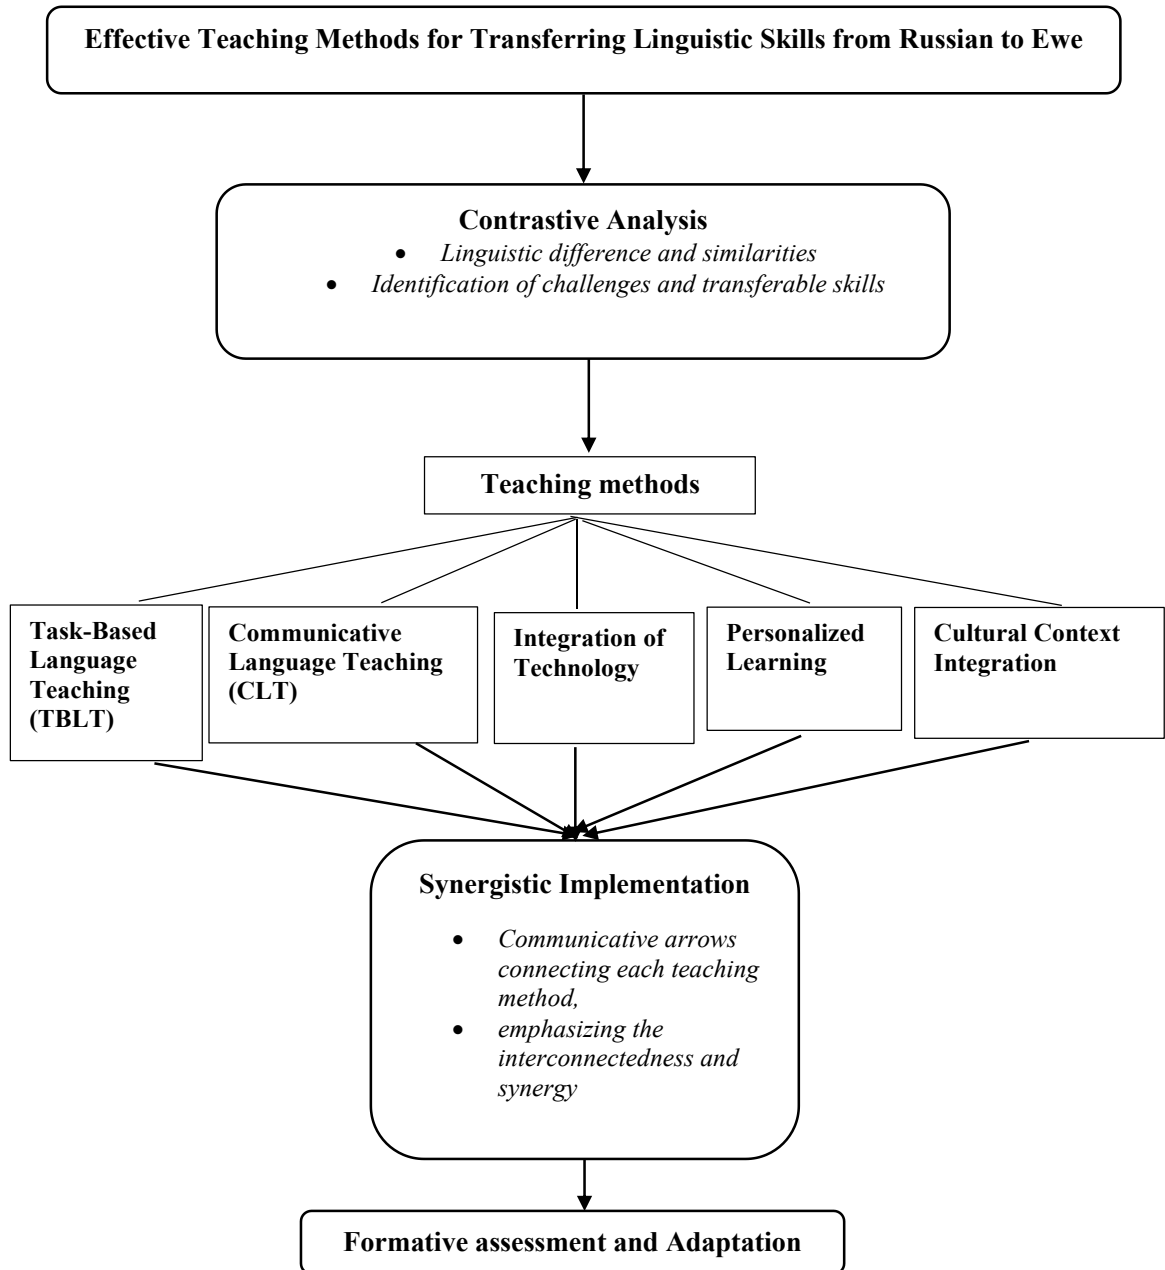 Effective Teaching Methods for Transferring Linguistic Skills from Russian to Ewe
Contrastive Analysis
• Linguistic difference and similarities
• Identification of challenges and transferable skills
Teaching methods
Task-Based
Language
Teaching
(TBLT)
Communicative
Language Teaching
(CLT)
Integration of
Technology
Personalized
Learning
Cultural Context
Integration
Synergistic Implementation
• Communicative arrows
connecting each teaching
method,
• emphasizing the
interconnectedness and
synergy
Formative assessment and Adaptation